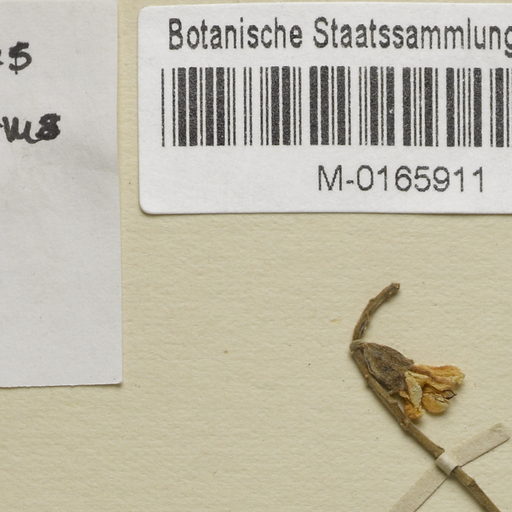 Botanische Staatssammlung
M-0165911